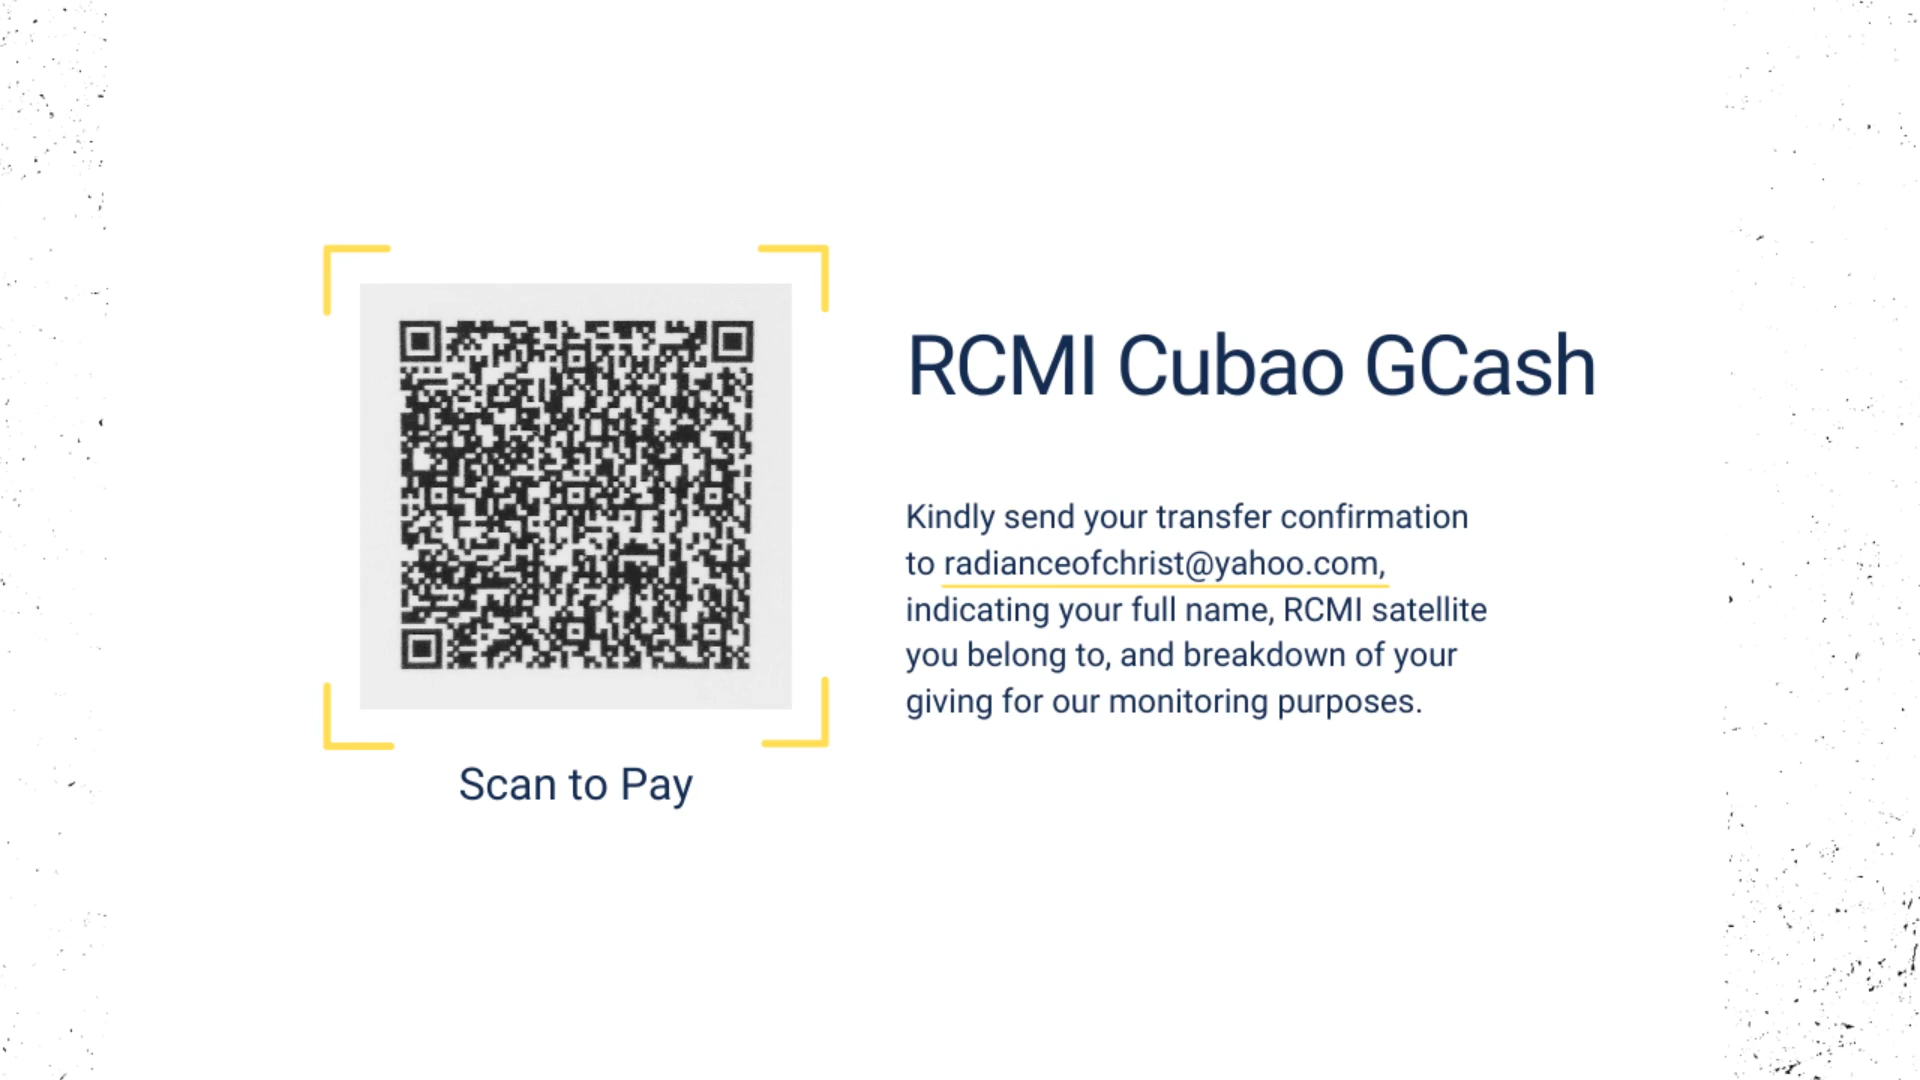 RCMI Cubao GCash
Kindly send your transfer confirmation
to radianceofchrist@yahoo.com,
indicating your full name, RCMI satellite
you belong to, and breakdown of your
giving for our monitoring purposes.
Scan to Pay